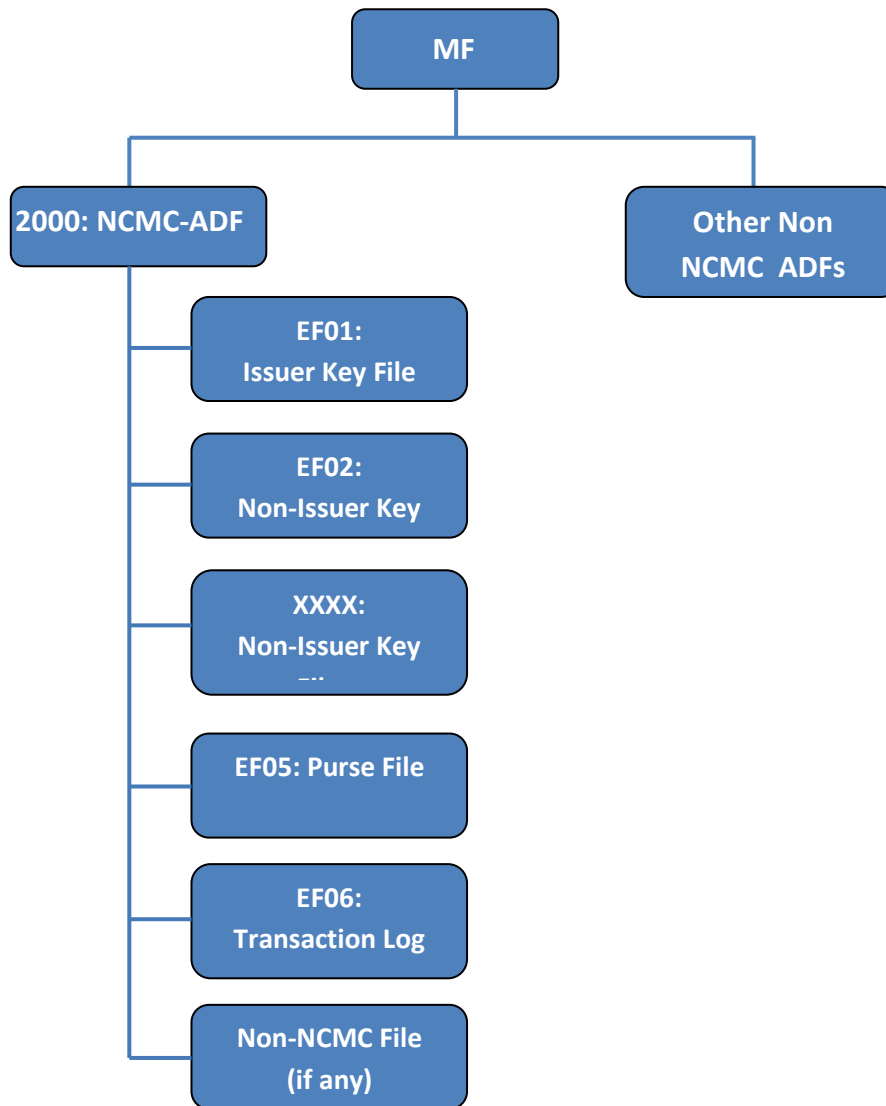 MF
2000: NCMC-ADF
Other Non
NCMC ADFs
EF01:
Issuer Key File
EF02:
Non-Issuer Key
XXXX:
Non-Issuer Key
EF05: Purse File
EF06:
Transaction Log
Non-NCMC File
(if any)